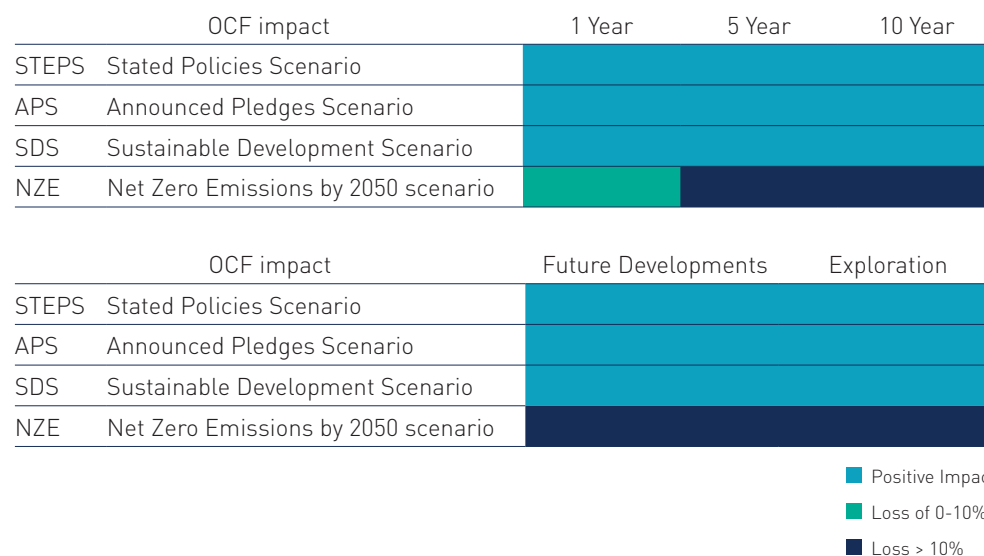 OCF impact 1 Year 5 Year 10 Year
STEPS Stated Policies Scenario
APS Announced Pledges Scenario
SDS Sustainable Development Scenario
NZE Net Zero Emissions by 2050 scenario
OCF impact Future Developments Exploration
STEPS Stated Policies Scenario
APS Announced Pledges Scenario
SDS Sustainable Development Scenario
NZE Net Zero Emissions by 2050 scenario
Positive Impac
Loss of 0-10%
Loss > 10%